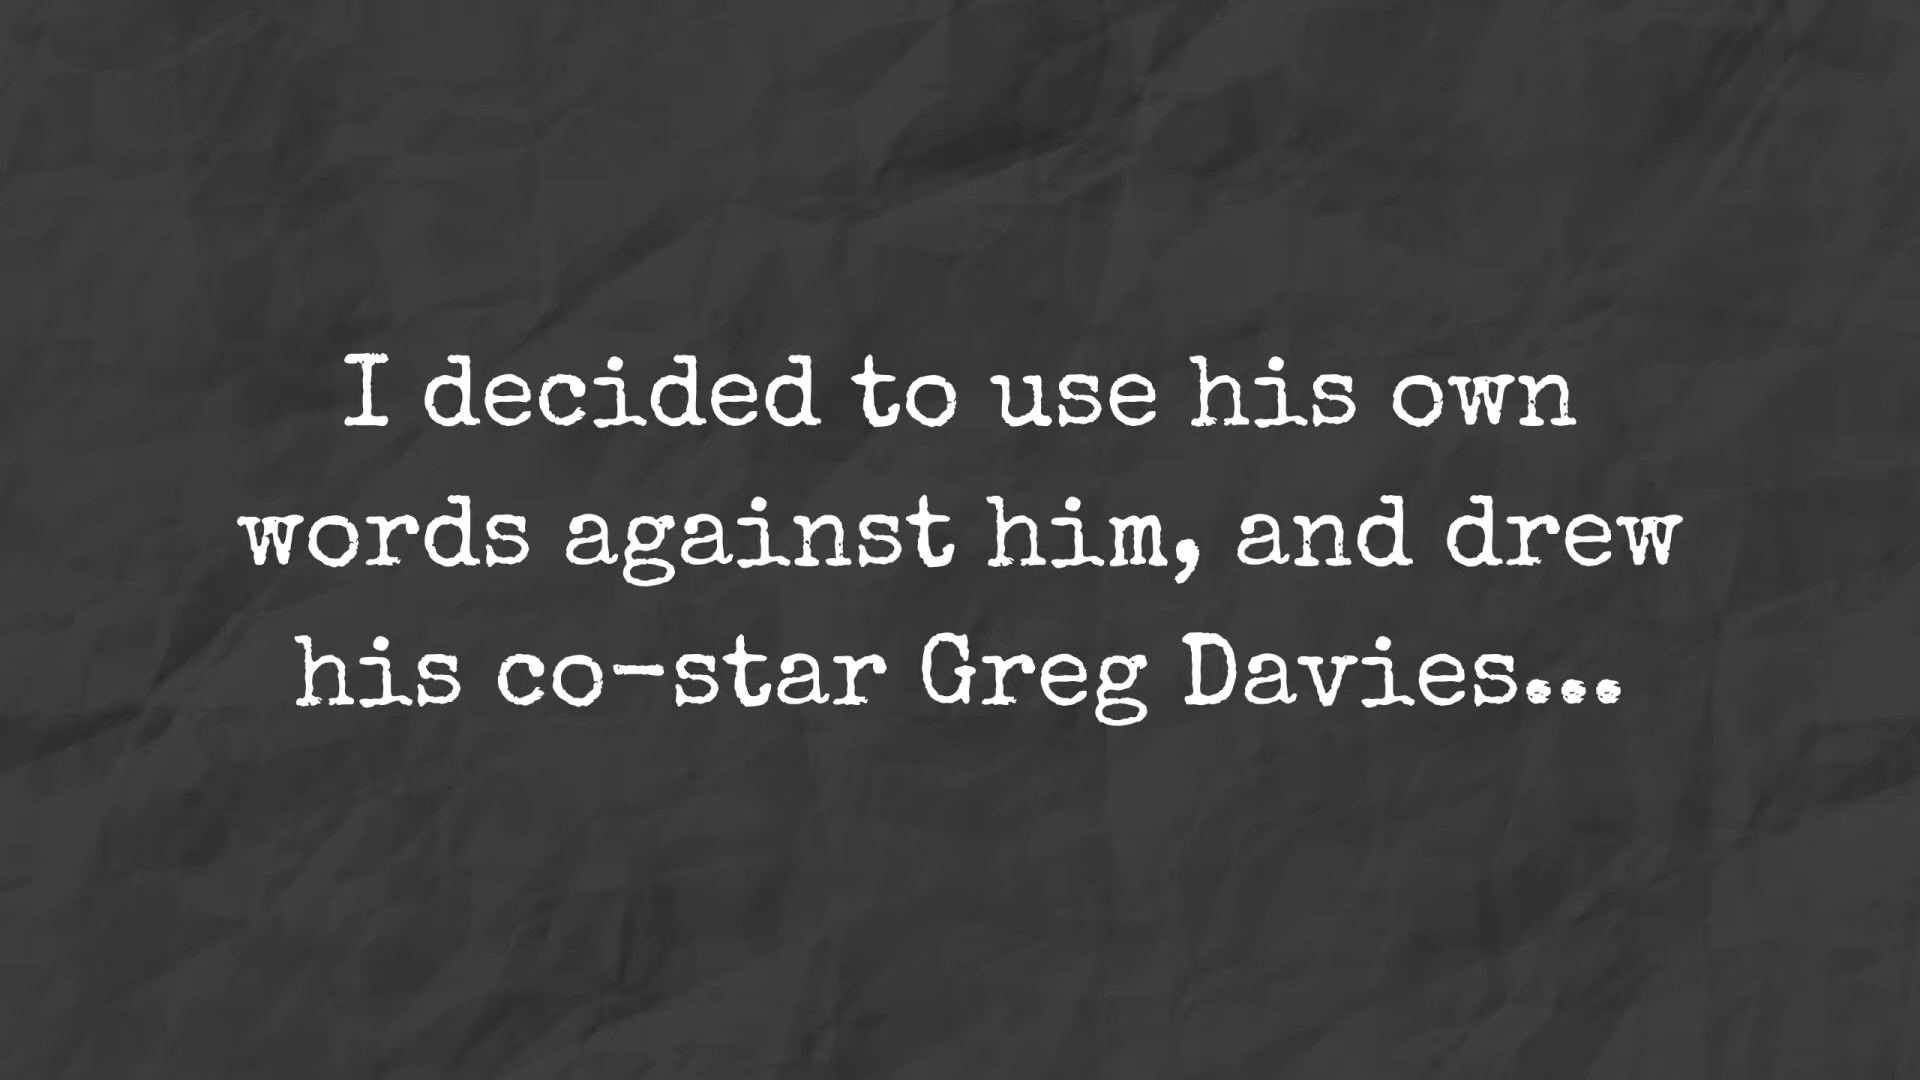 I decided to use his own
words against him, and drew
his co-star Greg Davies...